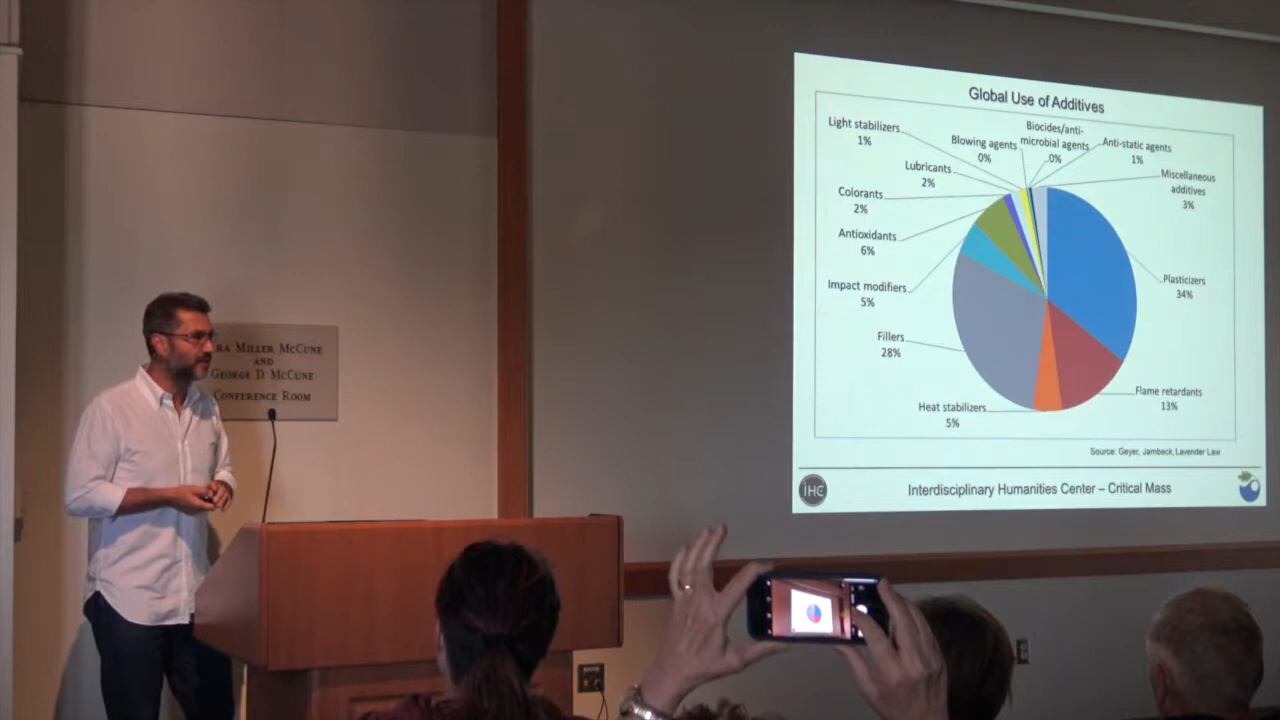 RA MILLER MCCUNE
AND
GEORGE D. MCCUNE
CONFERENCE ROOM
Global Use of Additives
Light stabilizers
1%
Blowing agents
0%
Biocides/anti-
microbial agents
0%
Anti-static agents
1%
Lubricants
2%
Miscellaneous
additives
3%
Colorants
2%
Antioxidants
6%
Impact modifiers
5%
Plasticizers
34%
Fillers
28%
Flame retardants
13%
Heat stabilizers
5%
Source: Geyer, Jambeck, Lavender Law
IHC
Interdisciplinary Humanities Center – Critical Mass